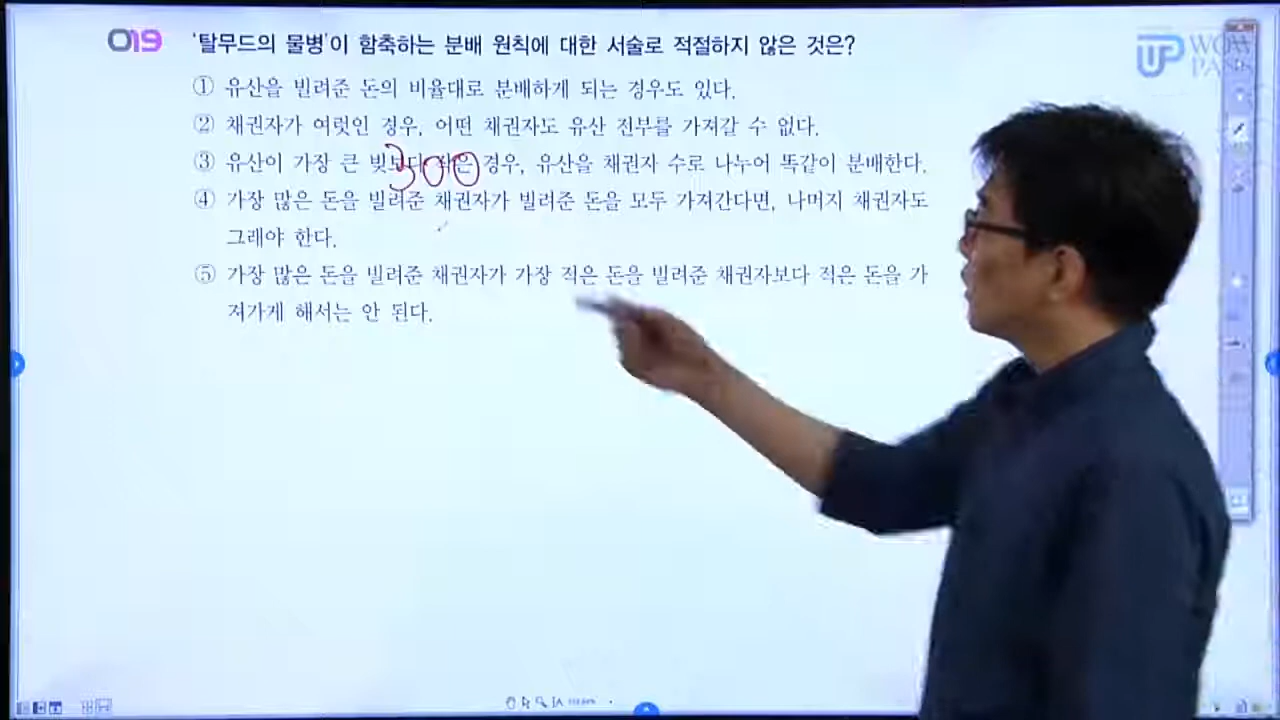 019 '탈무드의 물병'이 함축하는 분배 원칙에 대한 서술로 적절하지 않은 것은?
① 유산을 빌려준 돈의 비율대로 분배하게 되는 경우도 있다.
② 채권자가 여럿인 경우, 어떤 채권자도 유산 전부를 가져갈 수 없다.
③ 유산이 가장 큰 빚보다 작은 경우, 유산을 채권자 수로 나누어 똑같이 분배한다.
300
④ 가장 많은 돈을 빌려준 채권자가 빌려준 돈을 모두 가져간다면, 나머지 채권자도
그래야 한다.
⑤ 가장 많은 돈을 빌려준 채권자가 가장 적은 돈을 빌려준 채권자보다 적은 돈을 가
져가게 해서는 안 된다.
UP WOW
PASS